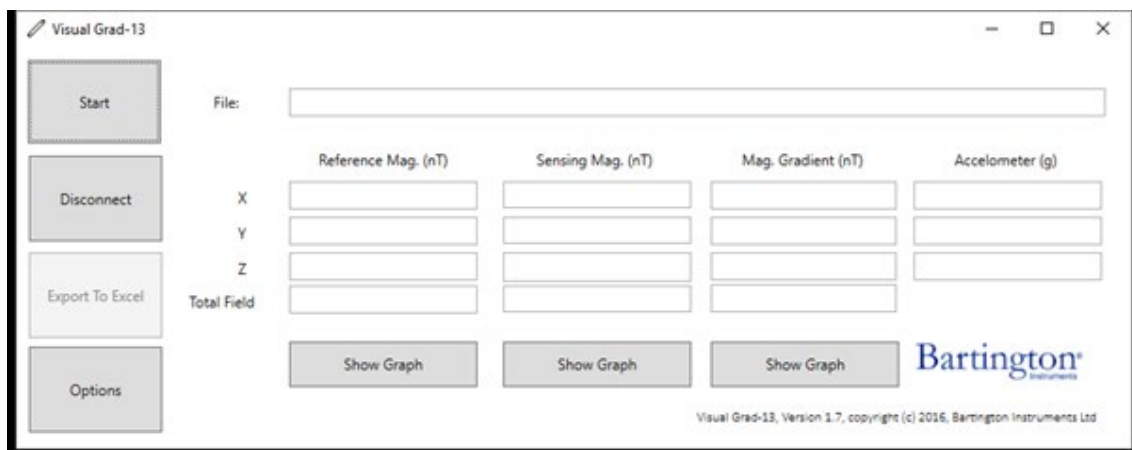 Visual Grad-13
Start
File:
Reference Mag. (nT) Sensing Mag. (nT) Mag. Gradient (nT) Accelometer (g)
Disconnect
X
Y
Z
Export To Excel
Total Field
Show Graph Show Graph Show Graph
Bartington®
Instruments
Options
Visual Grad-13, Version 1.7, copyright (c) 2016, Bartington Instruments Ltd